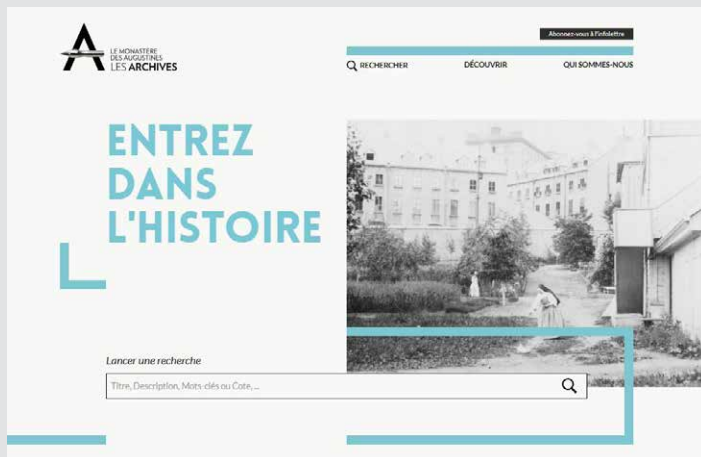 LE MONASTÈRE
DES AUGUSTINES
LES ARCHIVES
Abonnez-vous à l'infolettre
RECHERCHER
DÉCOUVRIR
QUI SOMMES-NOUS
ENTREZ
DANS
L'HISTOIRE
Lancer une recherche
Titre, Description, Mots-clés ou Cote, ...